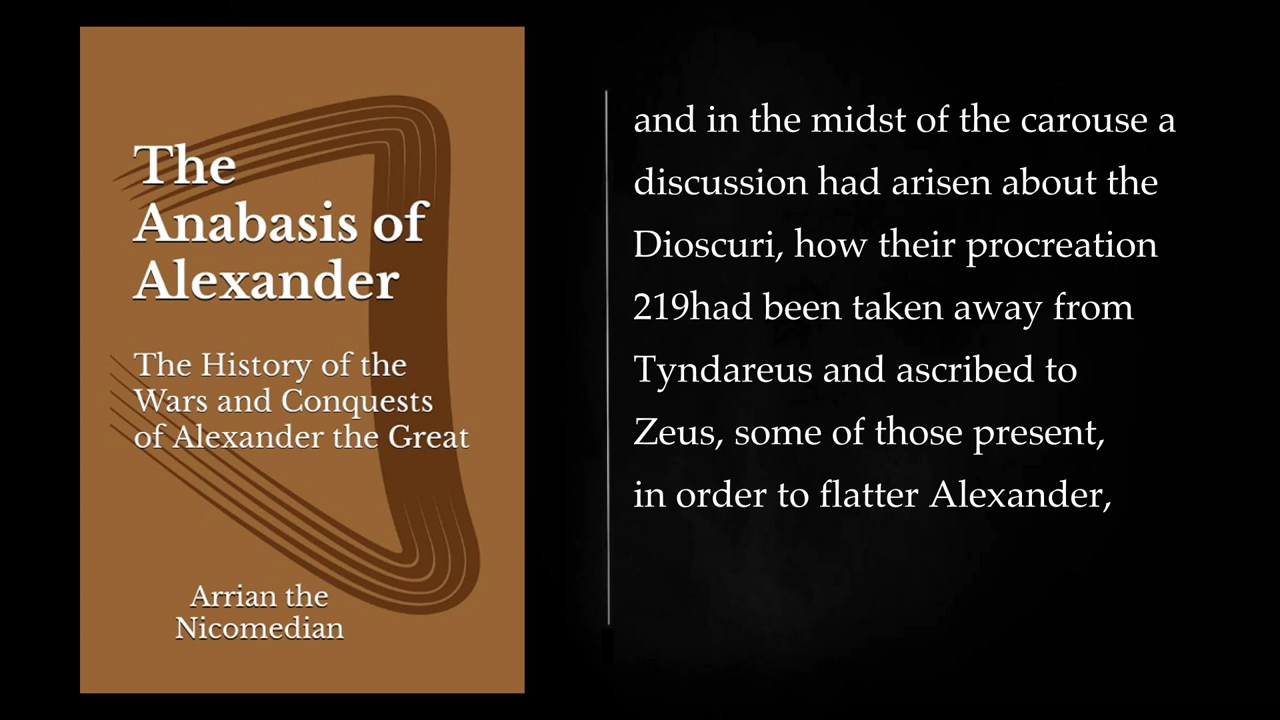 The
Anabasis of
Alexander
The History of the
Wars and Conquests
of Alexander the Great
Arrian the
Nicomedian
and in the midst of the carouse a
discussion had arisen about the
Dioscuri, how their procreation
219had been taken away from
Tyndareus and ascribed to
Zeus, some of those present,
in order to flatter Alexander,